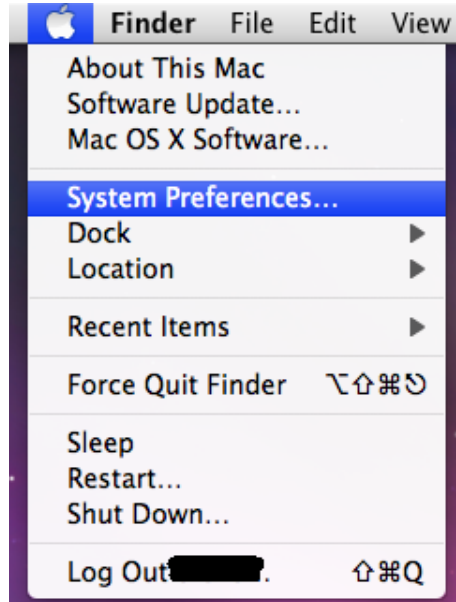 Finder File Edit View
About This Mac
Software Update...
Mac OS X Software...
System Preferences...
Dock ▶
Location ▶
Recent Items ▶
Force Quit Finder ⌥⇧⌘⎋
Sleep
Restart...
Shut Down...
Log Out . ⇧⌘Q